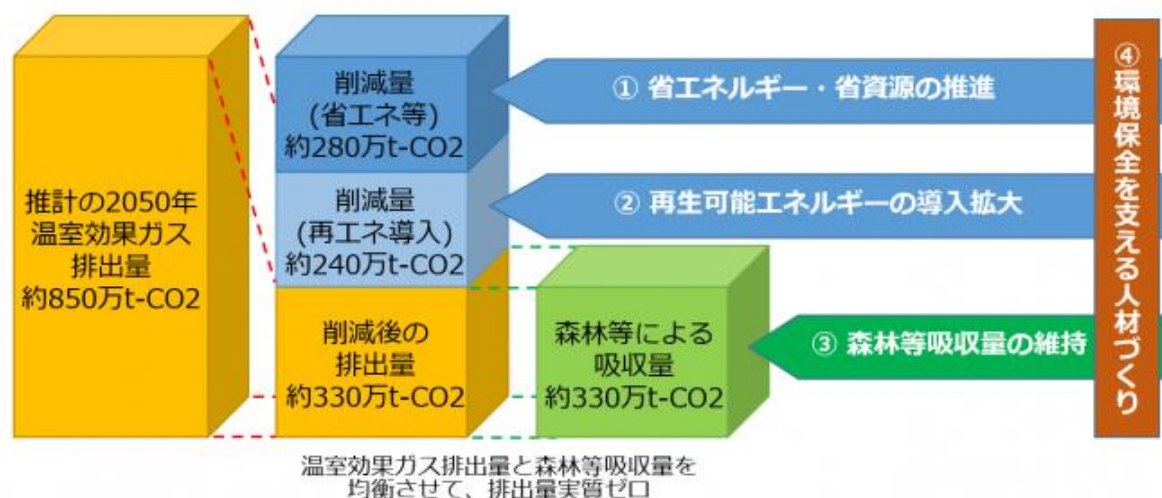 推計の2050年
温室効果ガス
排出量
約850万t-CO2
削減量
(省エネ等)
約280万t-CO2
削減量
(再エネ導入)
約240万t-CO2
削減後の
排出量
約330万t-CO2
森林等による
吸収量
約330万t-CO2
① 省エネルギー・省資源の推進
② 再生可能エネルギーの導入拡大
③ 森林等吸収量の維持
④環境保全を支える人材づくり
温室効果ガス排出量と森林等吸収量を
均衡させて、排出量実質ゼロ